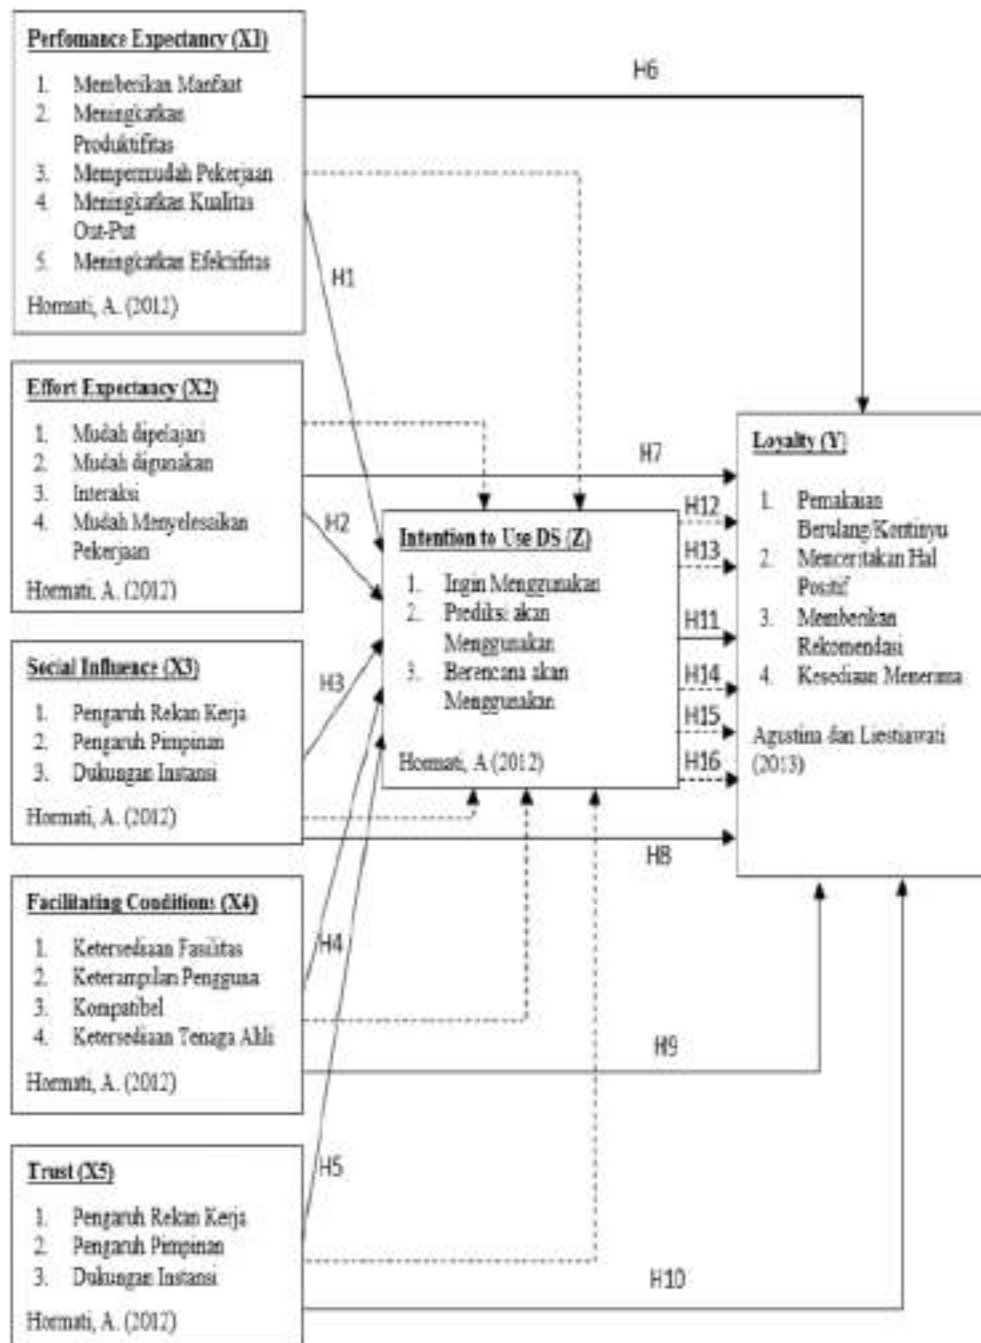 Perfomance Expectancy (X1)
1. Memberikan Manfaat
2. Meningkatkan
Produktifitas
3. Mempermudah Pekerjaan
4. Meningkatkan Kualitas
Out-Put
5. Meningkatkan Efektifitas
Hormati, A. (2012)
H6
H1
Effort Expectancy (X2)
1. Mudah dipelajari
2. Mudah digunakan
3. Interaksi
4. Mudah Menyelesaikan
Pekerjaan
Hormati, A. (2012)
H2
H7
Social Influence (X3)
1. Pengaruh Rekan Kerja
2. Pengaruh Pimpinan
3. Dukungan Instansi
Hormati, A. (2012)
H3
Intention to Use DS (Z)
1. Ingin Menggunakan
2. Prediksi akan
Menggunakan
3. Berencana akan
Menggunakan
Hormati, A (2012)
H12
H13
H11
H14
H15
H16
H8
Loyalty (Y)
1. Pemakaian
Berulang/Kontinyu
2. Menceritakan Hal
Positif
3. Memberikan
Rekomendasi
4. Kesediaan Menerima
Agustina dan Liestiawati
(2013)
Facilitating Conditions (X4)
1. Ketersediaan Fasilitas
2. Keterampilan Pengguna
3. Kompatibel
4. Ketersediaan Tenaga Ahli
Hormati, A. (2012)
H4
H9
Trust (X5)
1. Pengaruh Rekan Kerja
2. Pengaruh Pimpinan
3. Dukungan Instansi
Hormati, A. (2012)
H5
H10